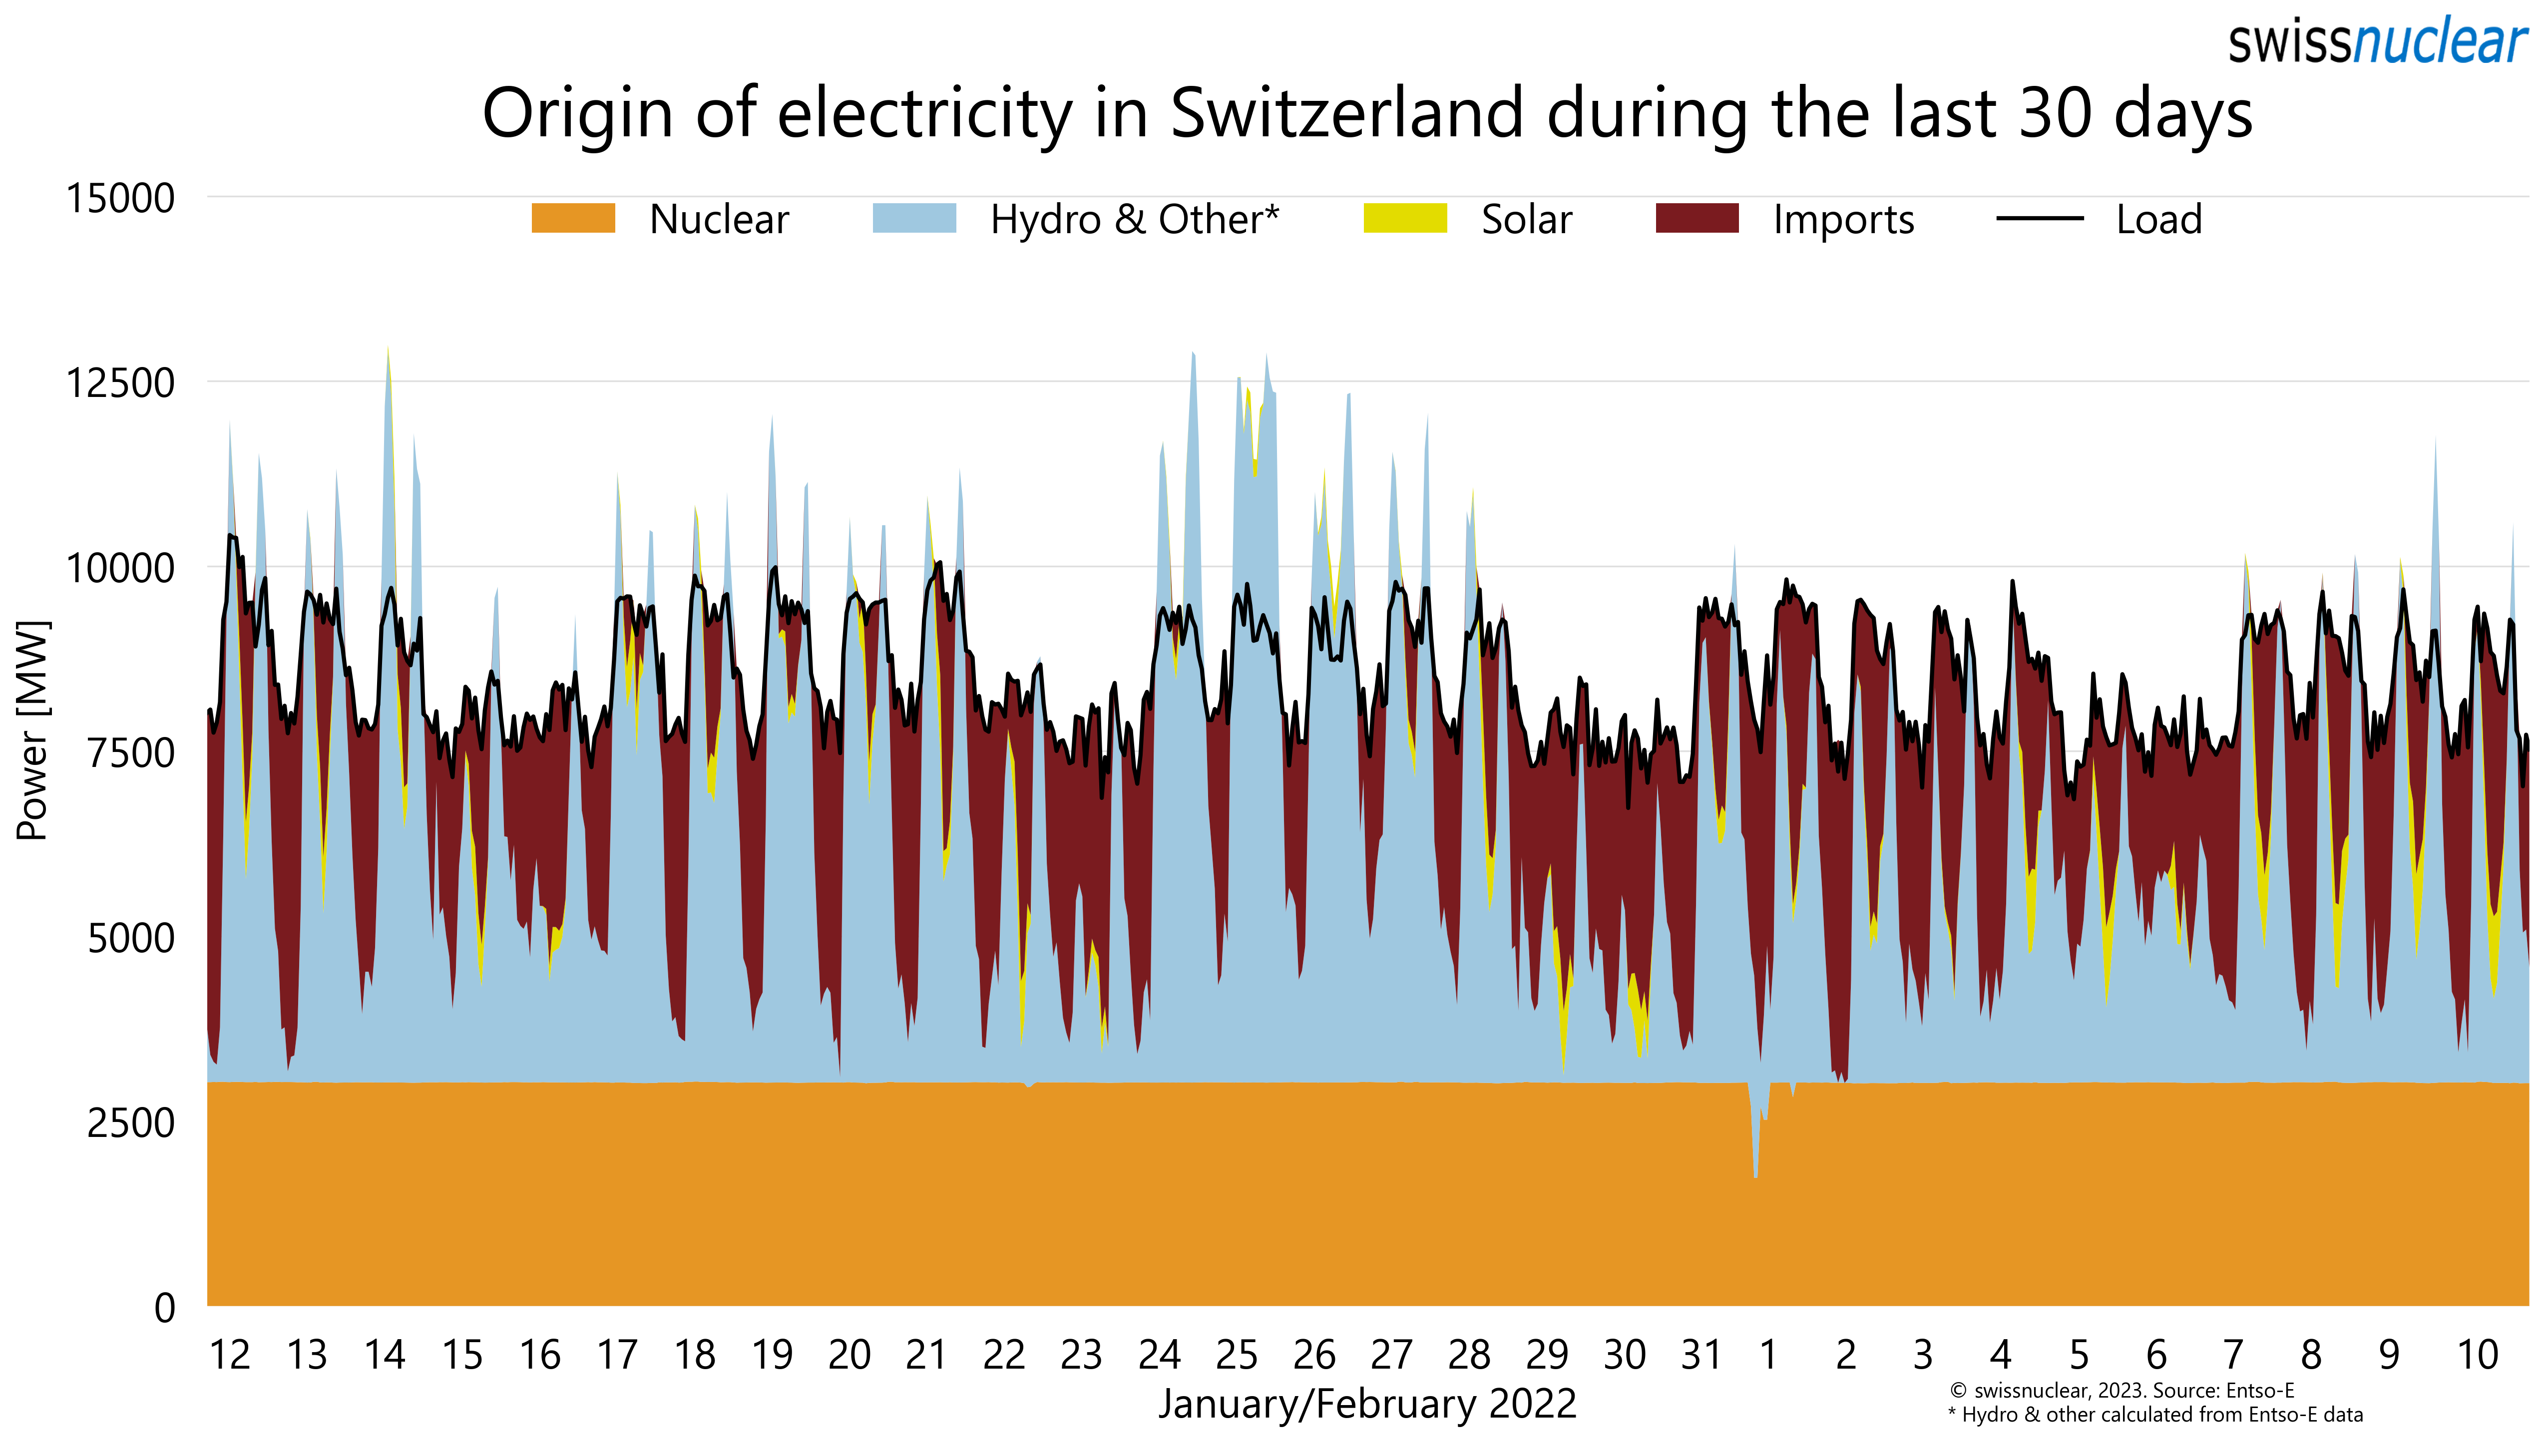 swissnuclear
Origin of electricity in Switzerland during the last 30 days
15000
Nuclear Hydro & Other* Solar Imports Load
12500
10000
7500
5000
2500
0
Power [MW]
12 13 14 15 16 17 18 19 20 21 22 23 24 25 26 27 28 29 30 31 1 2 3 4 5 6 7 8 9 10
January/February 2022
© swissnuclear, 2023. Source: Entso-E
* Hydro & other calculated from Entso-E data